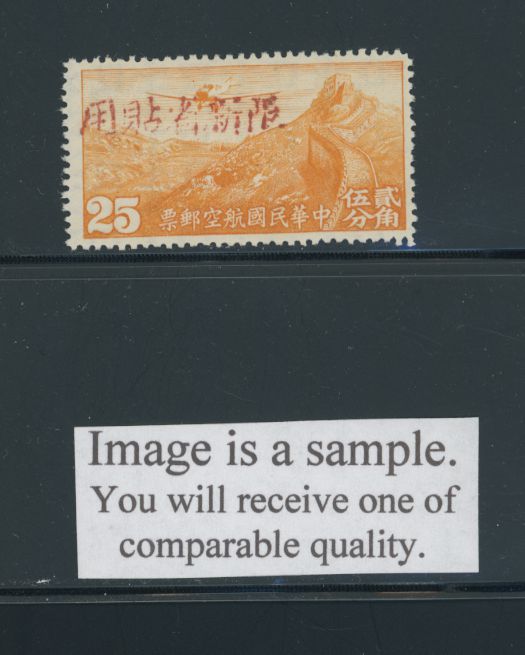 限新省貼用
25
中華民國航空郵票
貳角
伍分
Image is a sample.
You will receive one of
comparable quality.